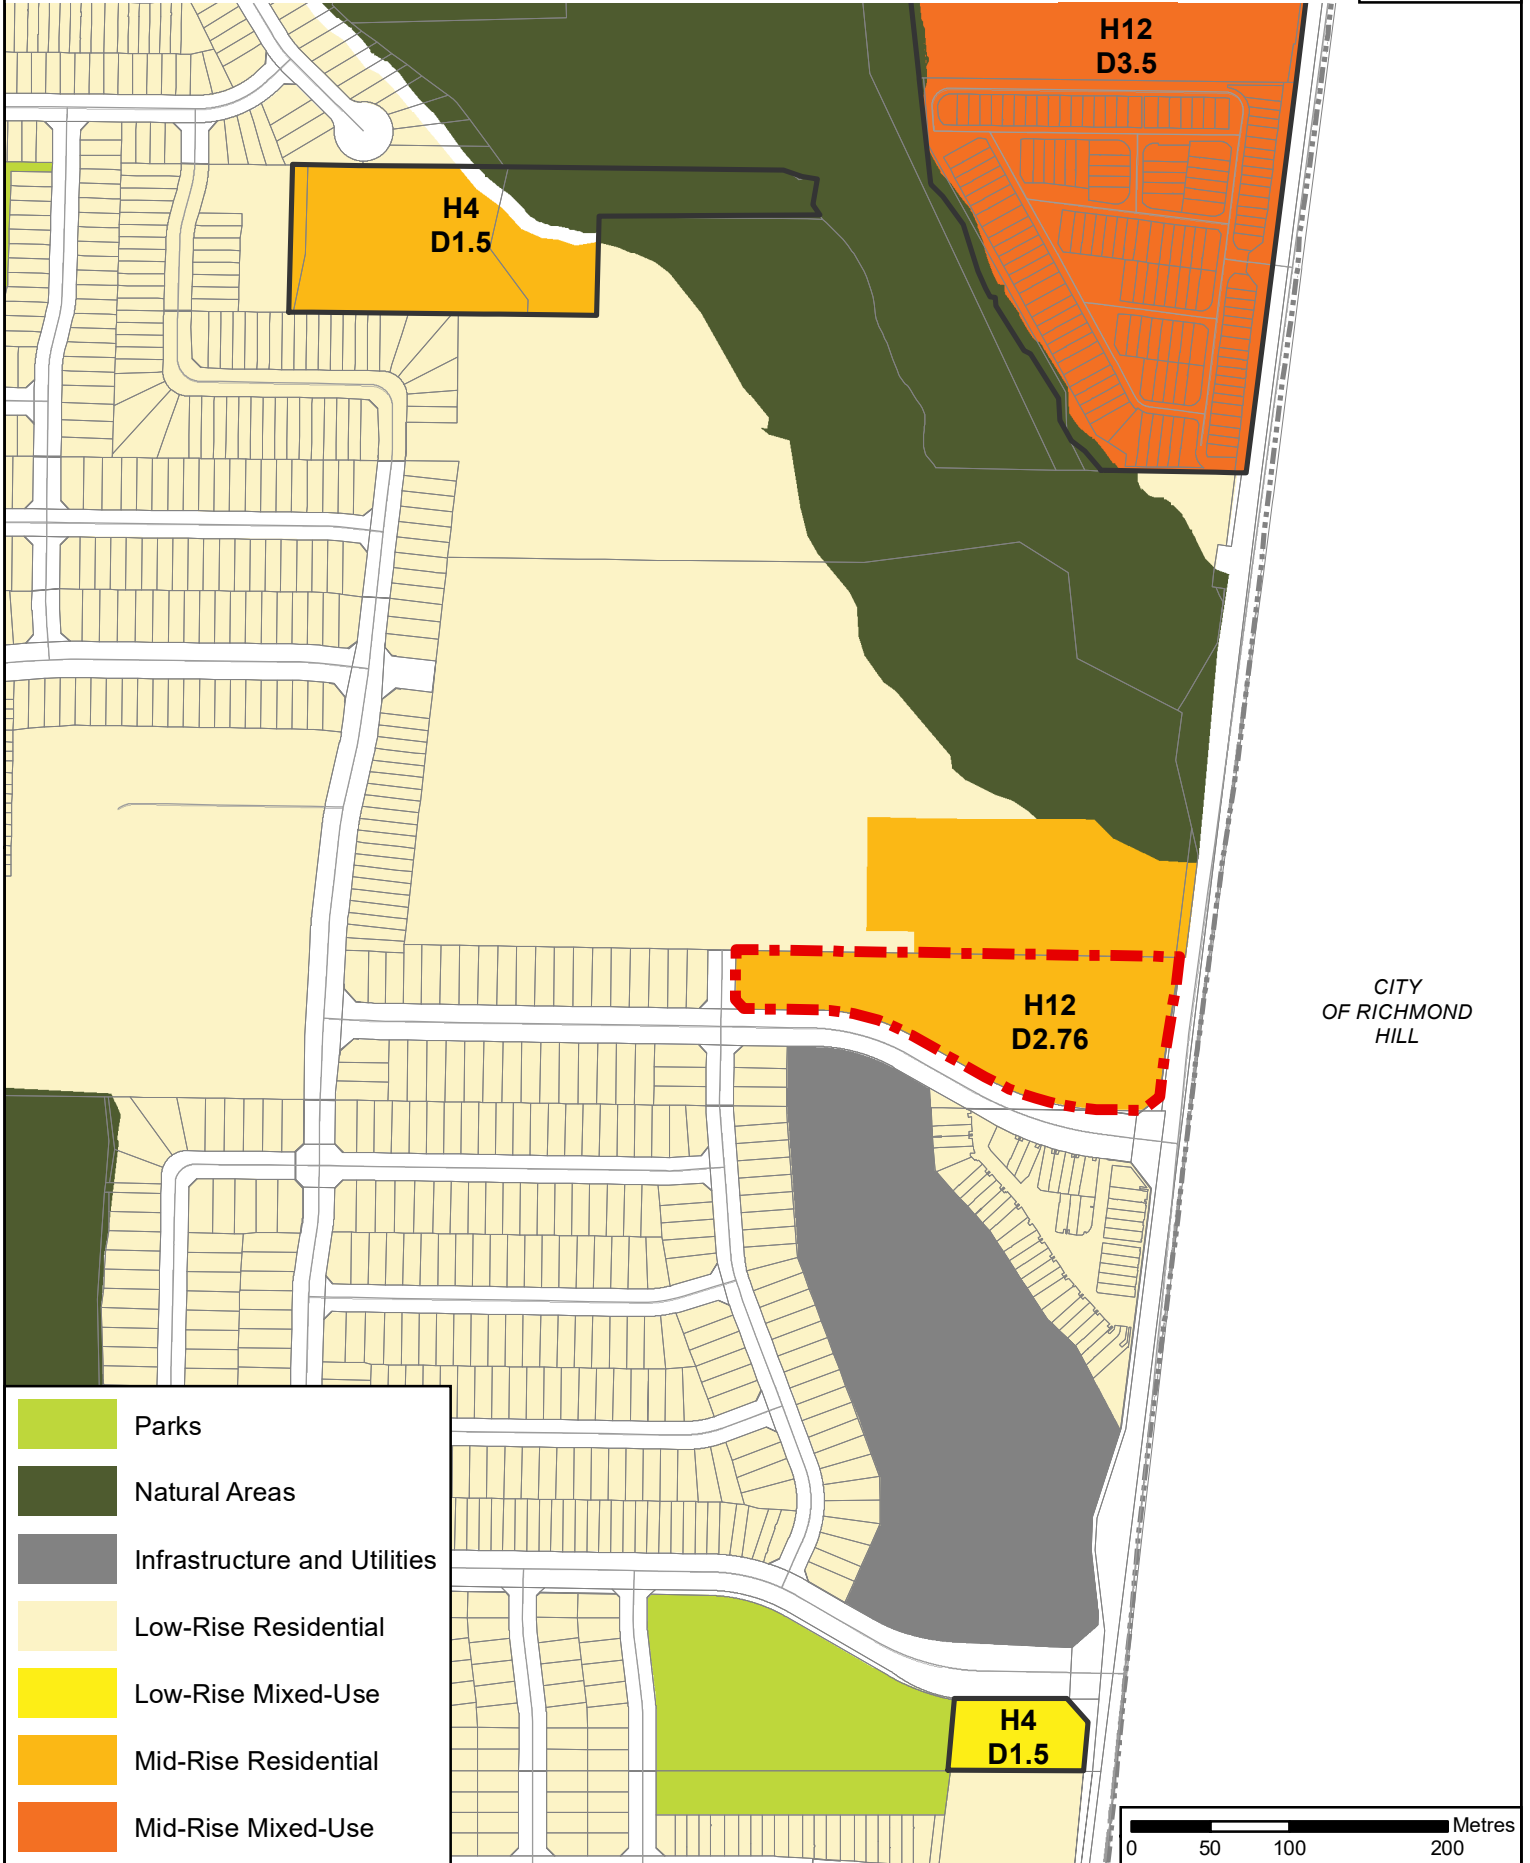 H12
D3.5
H4
D1.5
CITY
OF RICHMOND
HILL
H12
D2.76
Parks
Natural Areas
Infrastructure and Utilities
Low-Rise Residential
Low-Rise Mixed-Use
Mid-Rise Residential
Mid-Rise Mixed-Use
H4
D1.5
Metres
0 50 100 200